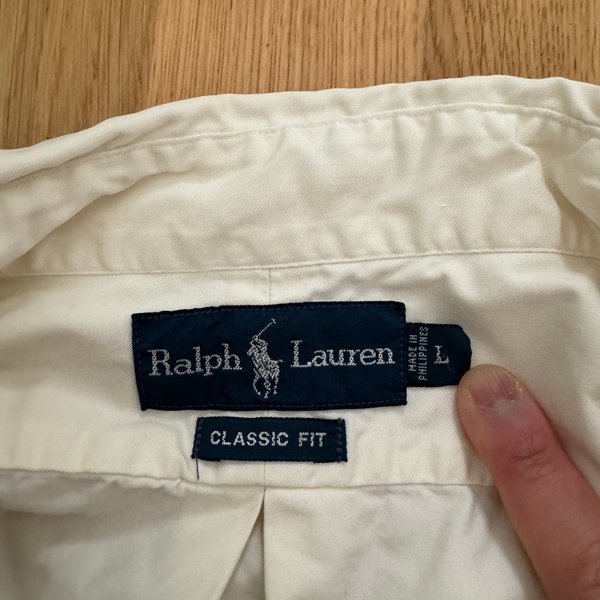 Ralph Lauren
MADE IN
PHILIPPINES
L
CLASSIC FIT